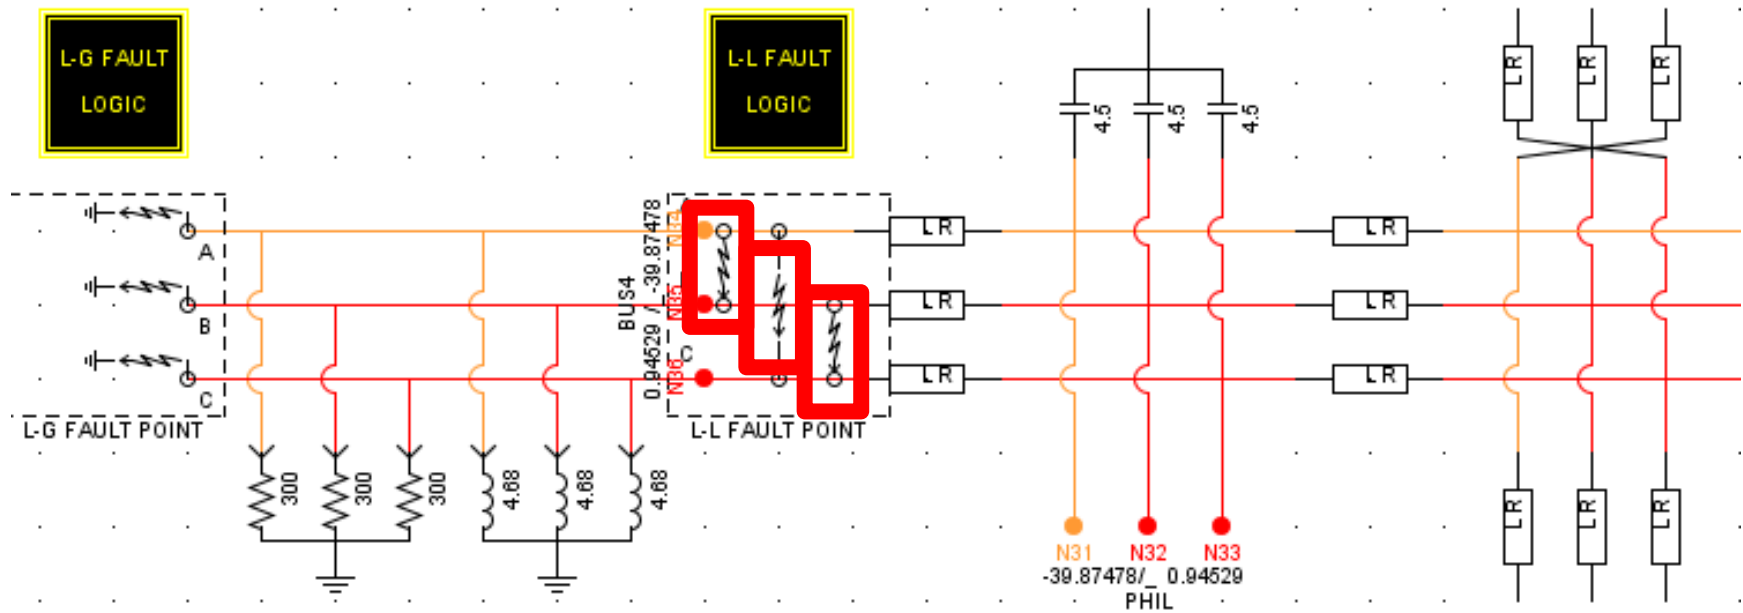 L-G FAULT
LOGIC
L-L FAULT
LOGIC
4.5
4.5
4.5
LR
LR
LR
A
B
C
L-G FAULT POINT
BUS4
0.94529 /_ -39.87478
N34
N35
N36
C
L-L FAULT POINT
LR
LR
LR
LR
LR
LR
300
300
300
4.68
4.68
4.68
N31
N32
N33
-39.87478/_ 0.94529
PHIL
LR
LR
LR